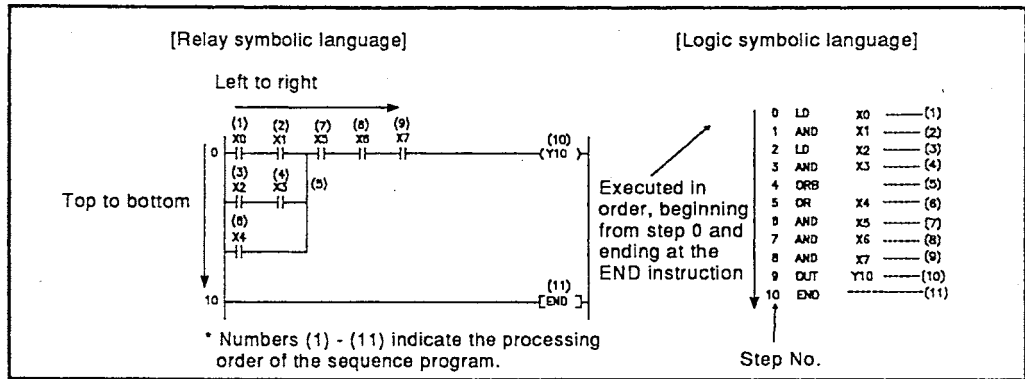 [Relay symbolic language]
Left to right
(1) (2) (7) (8) (9)
X0 X1 X5 X6 X7
(10)
0
(Y10)
(3) (4)
X2 X3
(5)
(6)
X4
Top to bottom
(11)
10
[END]
* Numbers (1) - (11) indicate the processing
order of the sequence program.
[Logic symbolic language]
Executed in
order, beginning
from step 0 and
ending at the
END instruction
0 LD X0 (1)
1 AND X1 (2)
2 LD X2 (3)
3 AND X3 (4)
4 ORB (5)
5 OR X4 (6)
6 AND X5 (7)
7 AND X6 (8)
8 AND X7 (9)
9 OUT Y10 (10)
10 END (11)
Step No.